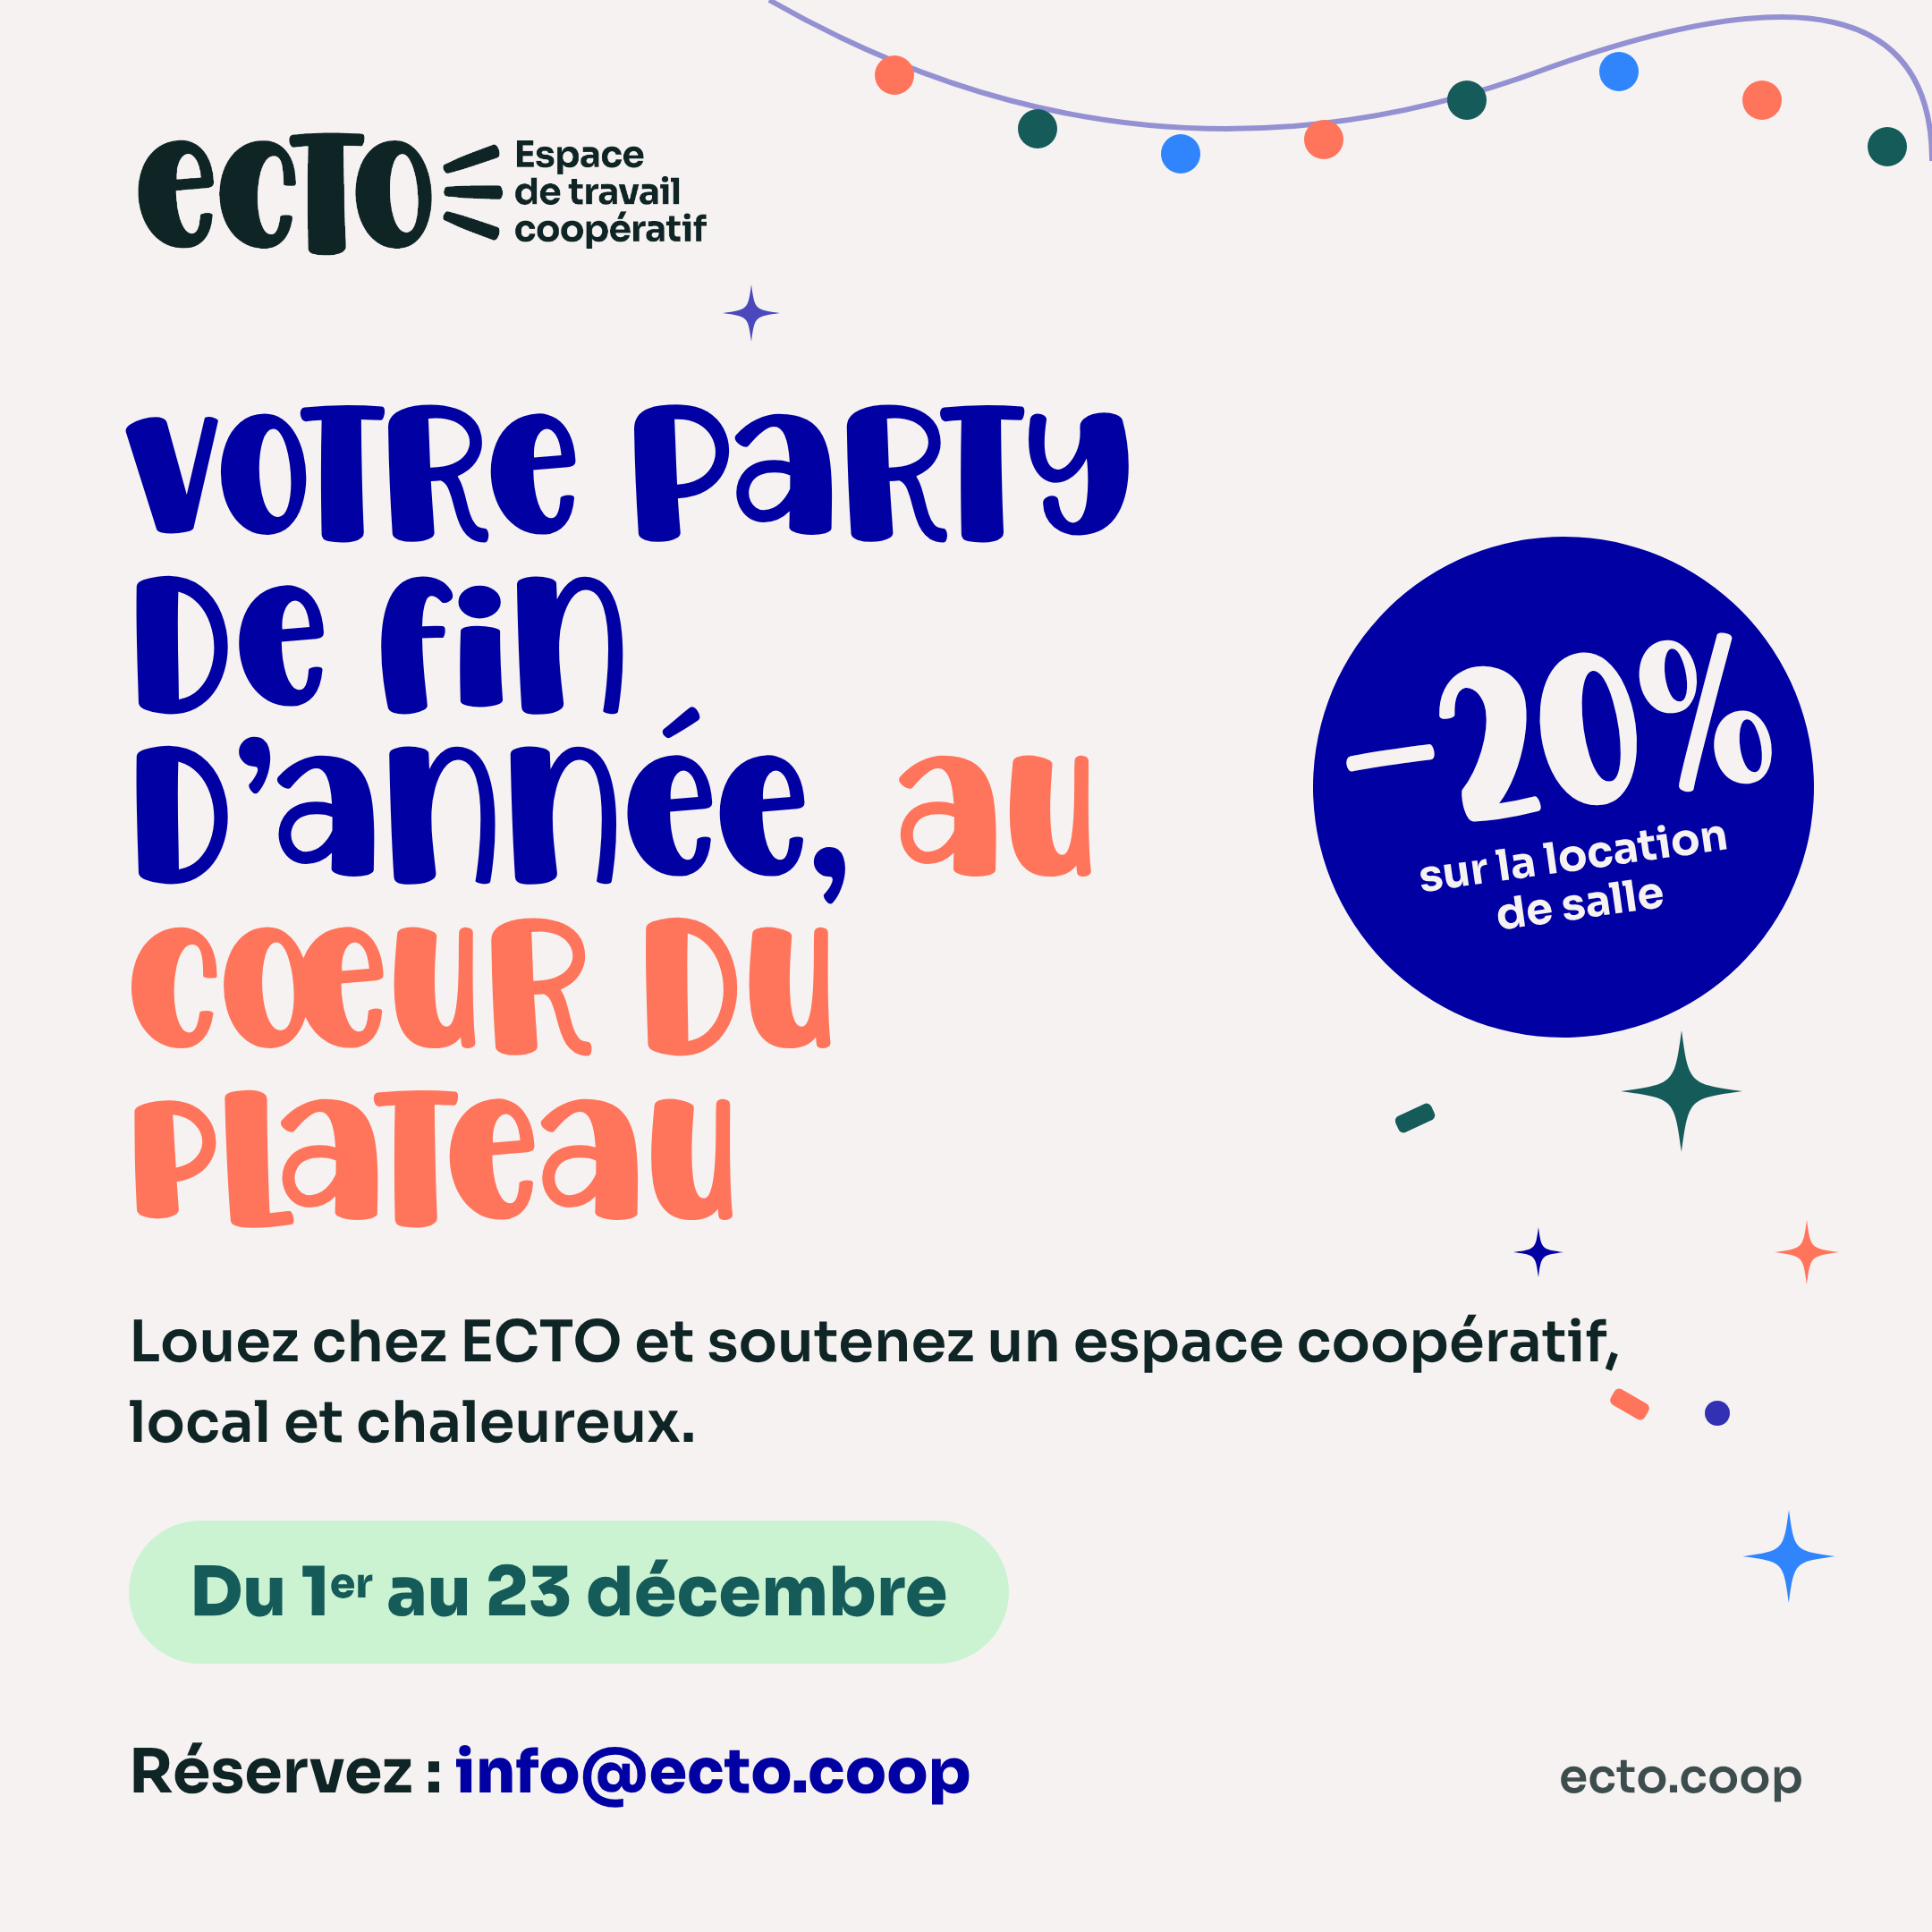 ecto
Espace
de travail
coopératif
VOTRE PARTY
De fin
D'année, au
cœur Du
PLATeau
-20%
sur la location
de salle
Louez chez ECTO et soutenez un espace coopératif,
local et chaleureux.
Du 1er au 23 décembre
Réservez : info@ecto.coop
ecto.coop